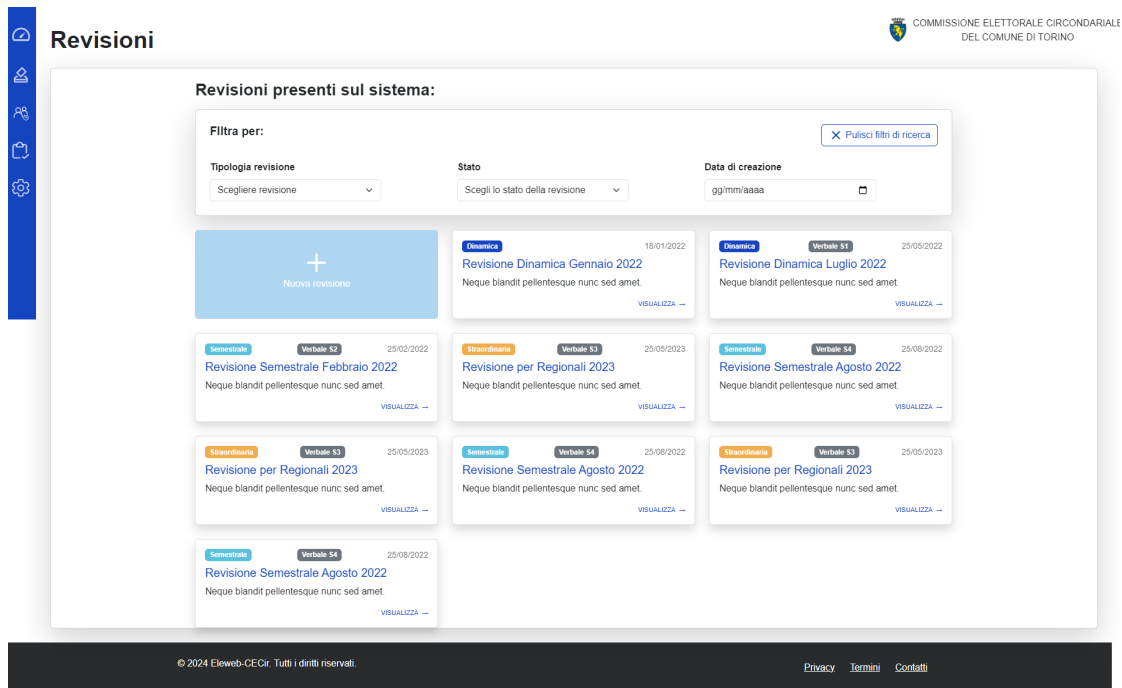 COMMISSIONE ELETTORALE CIRCONDARIALE
DEL COMUNE DI TORINO
Revisioni
Revisioni presenti sul sistema:
FIltra per:
Pulisci filtri di ricerca
Tipologia revisione
Stato
Data di creazione
Scegliere revisione
Scegli lo stato della revisione
gg/mm/aaaa
Nuova revisione
Dinamica 18/01/2022
Revisione Dinamica Gennaio 2022
Neque blandit pellentesque nunc sed amet.
VISUALIZZA →
Dinamica Verbale S1 25/05/2022
Revisione Dinamica Luglio 2022
Neque blandit pellentesque nunc sed amet.
VISUALIZZA →
Semestrale Verbale S2 25/02/2022
Revisione Semestrale Febbraio 2022
Neque blandit pellentesque nunc sed amet.
VISUALIZZA →
Straordinaria Verbale S3 25/05/2023
Revisione per Regionali 2023
Neque blandit pellentesque nunc sed amet.
VISUALIZZA →
Semestrale Verbale S4 25/08/2022
Revisione Semestrale Agosto 2022
Neque blandit pellentesque nunc sed amet.
VISUALIZZA →
Straordinaria Verbale S3 25/05/2023
Revisione per Regionali 2023
Neque blandit pellentesque nunc sed amet.
VISUALIZZA →
Semestrale Verbale S4 25/08/2022
Revisione Semestrale Agosto 2022
Neque blandit pellentesque nunc sed amet.
VISUALIZZA →
Straordinaria Verbale S3 25/05/2023
Revisione per Regionali 2023
Neque blandit pellentesque nunc sed amet.
VISUALIZZA →
Semestrale Verbale S4 25/08/2022
Revisione Semestrale Agosto 2022
Neque blandit pellentesque nunc sed amet.
VISUALIZZA →
© 2024 Eleweb-CECir. Tutti i diritti riservati.
Privacy Termini Contatti